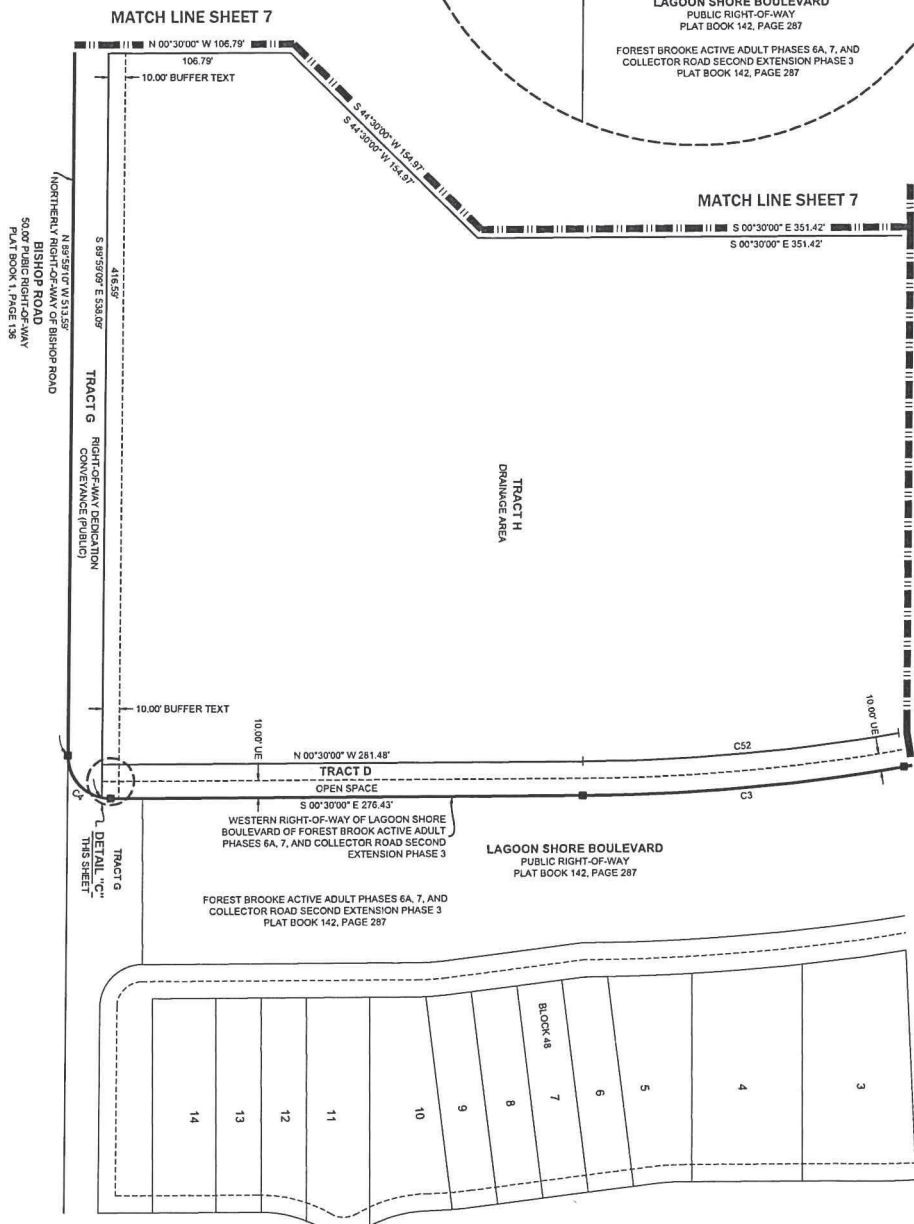 LAGOON SHORE BOULEVARD
PUBLIC RIGHT-OF-WAY
PLAT BOOK 142, PAGE 287
FOREST BROOKE ACTIVE ADULT PHASES 6A, 7, AND
COLLECTOR ROAD SECOND EXTENSION PHASE 3
PLAT BOOK 142, PAGE 287
MATCH LINE SHEET 7
N 00°30'00" W 106.79'
106.79'
10.00' BUFFER TEXT
S 44°30'00" W 154.97'
S 44°30'00" W 154.97'
MATCH LINE SHEET 7
S 00°30'00" E 351.42'
S 00°30'00" E 351.42'
416.59'
S 89°59'09" E 538.09'
N 89°59'10" W 513.59'
NORTHERLY RIGHT-OF-WAY OF BISHOP ROAD
BISHOP ROAD
50.00' PUBIC RIGHT-OF-WAY
PLAT BOOK 1, PAGE 136
TRACT G
RIGHT-OF-WAY DEDICATION
CONVEYANCE (PUBLIC)
TRACT H
DRAINAGE AREA
10.00' BUFFER TEXT
10.00' UE
N 00°30'00" W 281.48'
C52
10.00' UE
TRACT D
OPEN SPACE
S 00°30'00" E 276.43'
C3
C4
WESTERN RIGHT-OF-WAY OF LAGOON SHORE
BOULEVARD OF FOREST BROOK ACTIVE ADULT
PHASES 6A, 7, AND COLLECTOR ROAD SECOND
EXTENSION PHASE 3
TRACT G
DETAIL "C"
THIS SHEET
LAGOON SHORE BOULEVARD
PUBLIC RIGHT-OF-WAY
PLAT BOOK 142, PAGE 287
FOREST BROOKE ACTIVE ADULT PHASES 6A, 7, AND
COLLECTOR ROAD SECOND EXTENSION PHASE 3
PLAT BOOK 142, PAGE 287
BLOCK 48
14
13
12
11
10
9
8
7
6
5
4
3